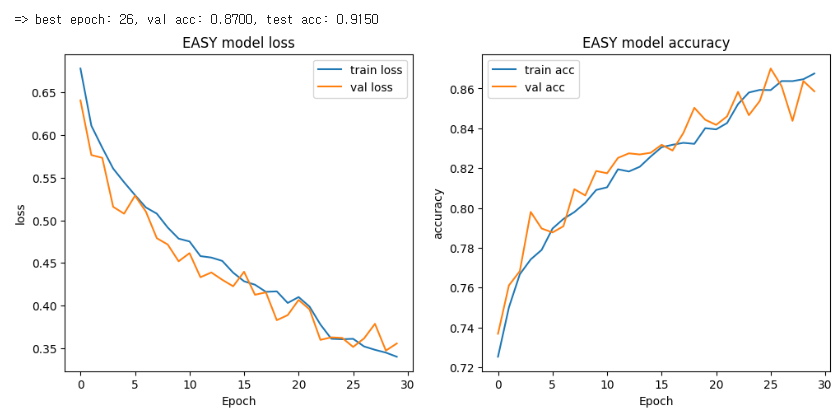 => best epoch: 26, val acc: 0.8700, test acc: 0.9150
EASY model loss
train loss
val loss
0.65
0.60
0.55
0.50
0.45
0.40
0.35
loss
0
5
10
15
20
25
30
Epoch
EASY model accuracy
train acc
val acc
0.86
0.84
0.82
0.80
0.78
0.76
0.74
0.72
accuracy
0
5
10
15
20
25
30
Epoch